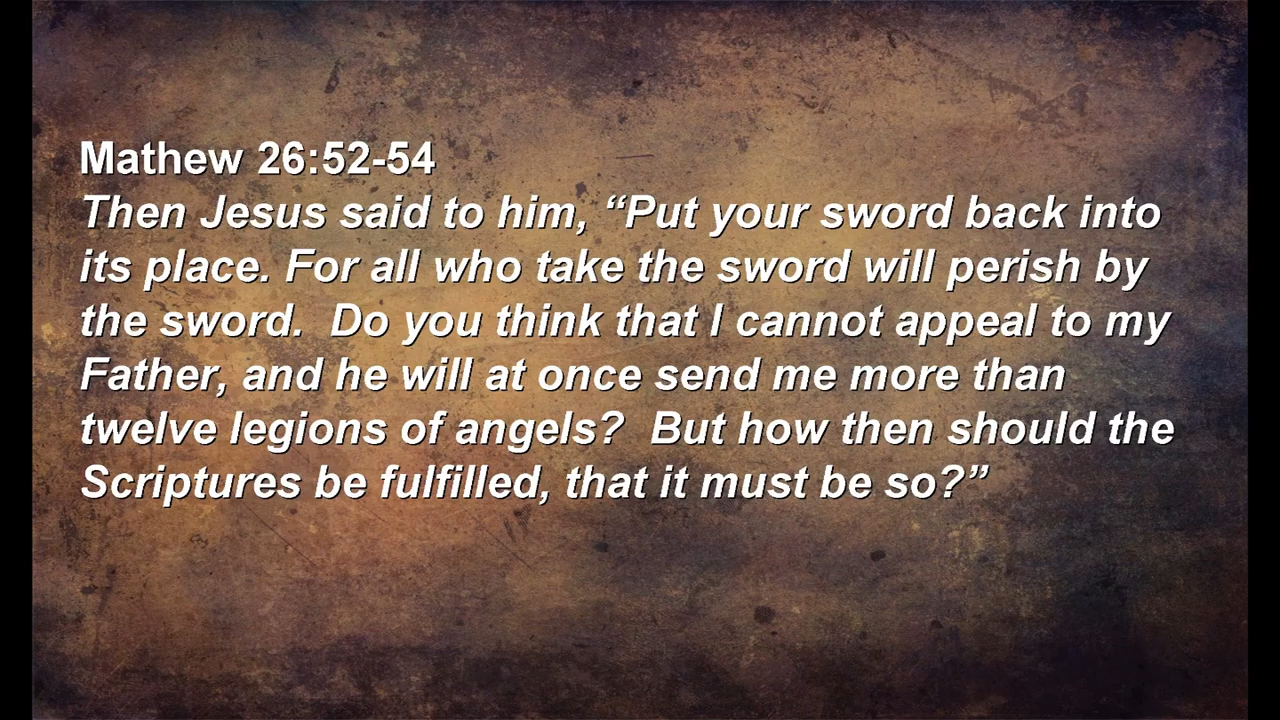 Mathew 26:52-54
Then Jesus said to him, “Put your sword back into
its place. For all who take the sword will perish by
the sword.  Do you think that I cannot appeal to my
Father, and he will at once send me more than
twelve legions of angels?  But how then should the
Scriptures be fulfilled, that it must be so?”